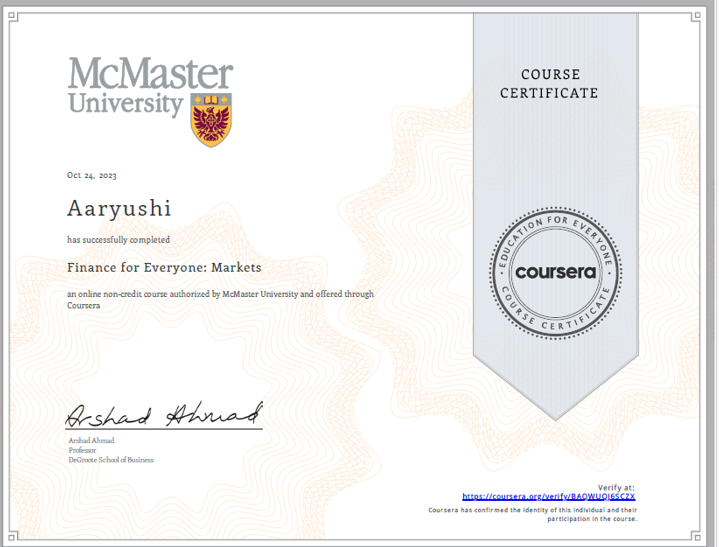 McMaster
University
COURSE
CERTIFICATE
Oct 24, 2023
Aaryushi
has successfully completed
Finance for Everyone: Markets
an online non-credit course authorized by McMaster University and offered through
Coursera
EDUCATION FOR EVERYONE
coursera
COURSE CERTIFICATE
Arshad Ahmad
Arshad Ahmad
Professor
DeGroote School of Business
Verify at:
https://coursera.org/verify/BAQWUQJ6SCZX
Coursera has confirmed the identity of this individual and their
participation in the course.